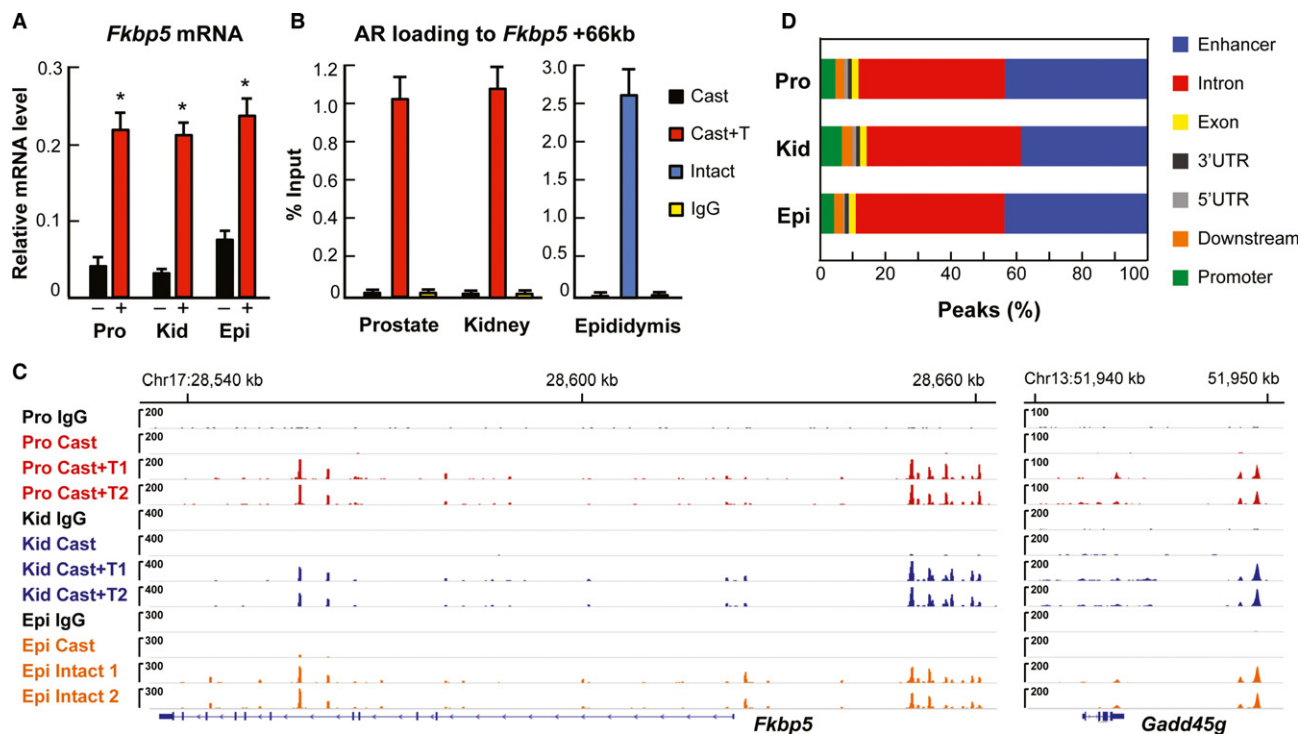 A
Fkbp5 mRNA
Relative mRNA level
0.3
0.2
0.1
0
* * *
– + – + – +
Pro Kid Epi
B
AR loading to Fkbp5 +66kb
% Input
1.2
1.0
0.8
0.6
0.4
0.2
0
Prostate Kidney
3.0
2.5
2.0
1.5
1.0
0.5
0
Epididymis
Cast
Cast+T
Intact
IgG
D
Pro
Kid
Epi
0 20 40 60 80 100
Peaks (%)
Enhancer
Intron
Exon
3'UTR
5'UTR
Downstream
Promoter
C
Chr17:28,540 kb 28,600 kb 28,660 kb Chr13:51,940 kb 51,950 kb
Pro IgG 200 100
Pro Cast 200 100
Pro Cast+T1 200 100
Pro Cast+T2 200 100
Kid IgG 400 200
Kid Cast 400 200
Kid Cast+T1 400 200
Kid Cast+T2 400 200
Epi IgG 300 200
Epi Cast 300 200
Epi Intact 1 300 200
Epi Intact 2 300 200
Fkbp5 Gadd45g